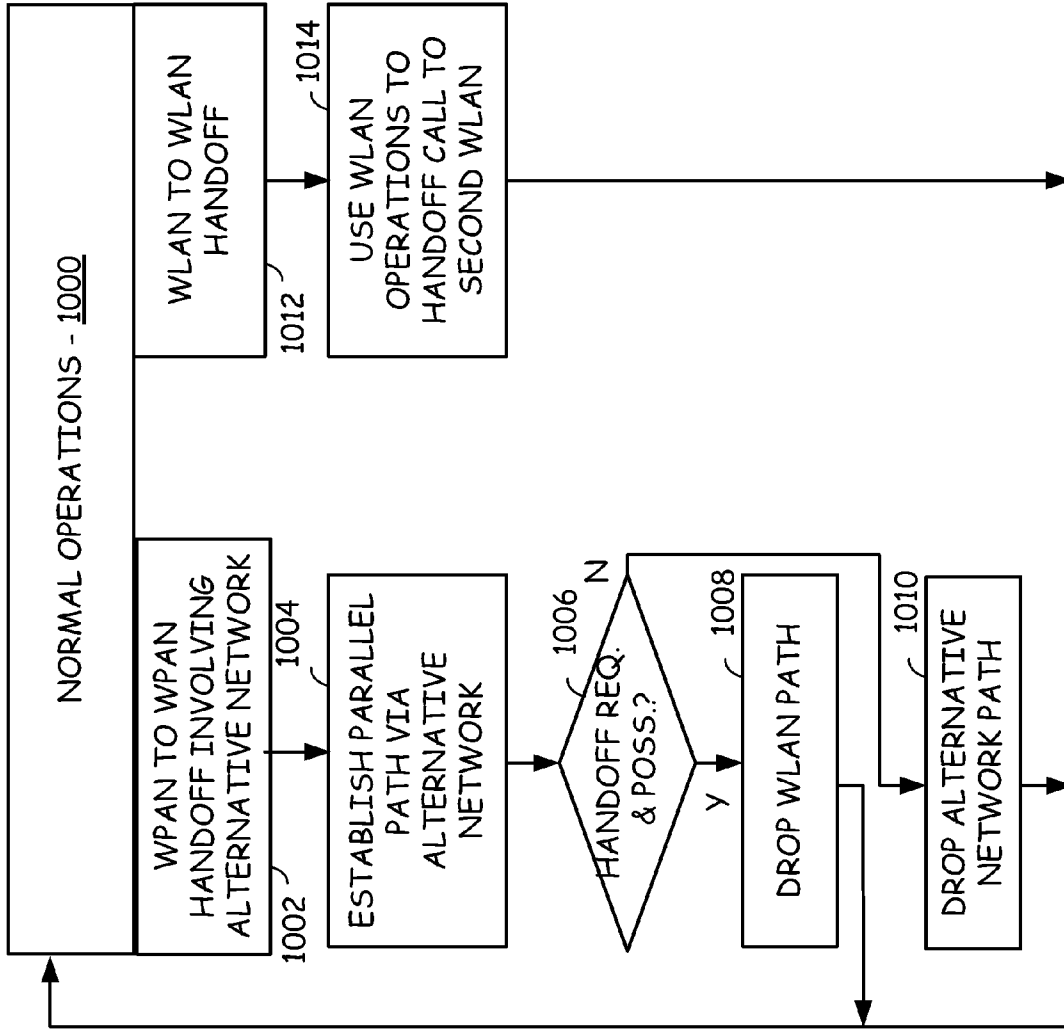 NORMAL OPERATIONS - 1000
WPAN TO WPAN
HANDOFF INVOLVING
ALTERNATIVE NETWORK
1002
1004
ESTABLISH PARALLEL
PATH VIA
ALTERNATIVE
NETWORK
1006
HANDOFF REQ.
& POSS.?
N
Y
1008
DROP WLAN PATH
1010
DROP ALTERNATIVE
NETWORK PATH
WLAN TO WLAN
HANDOFF
1012
1014
USE WLAN
OPERATIONS TO
HANDOFF CALL TO
SECOND WLAN